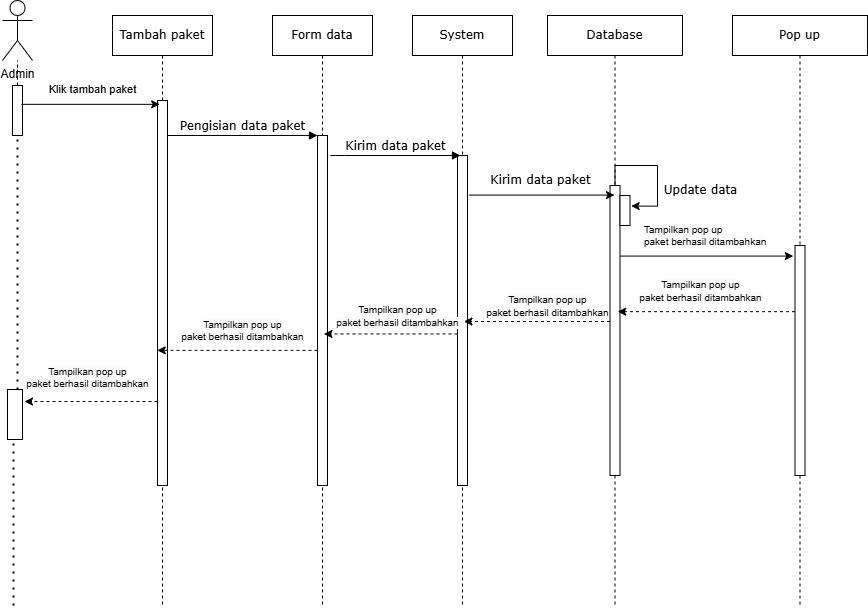 Tambah paket
Form data
System
Database
Pop up
Admin
Klik tambah paket
Pengisian data paket
Kirim data paket
Kirim data paket
Update data
Tampilkan pop up
paket berhasil ditambahkan
Tampilkan pop up
paket berhasil ditambahkan
Tampilkan pop up
paket berhasil ditambahkan
Tampilkan pop up
paket berhasil ditambahkan
Tampilkan pop up
paket berhasil ditambahkan
Tampilkan pop up
paket berhasil ditambahkan